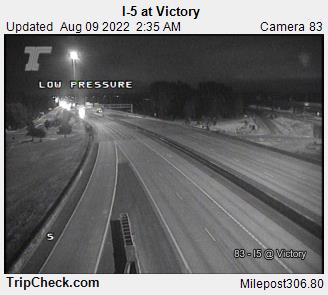 I-5 at Victory
Updated Aug 09 2022 2:35 AM Camera 83
T
LOW PRESSURE
S
83 - I5 @ Victory
TripCheck.com Milepost306.80